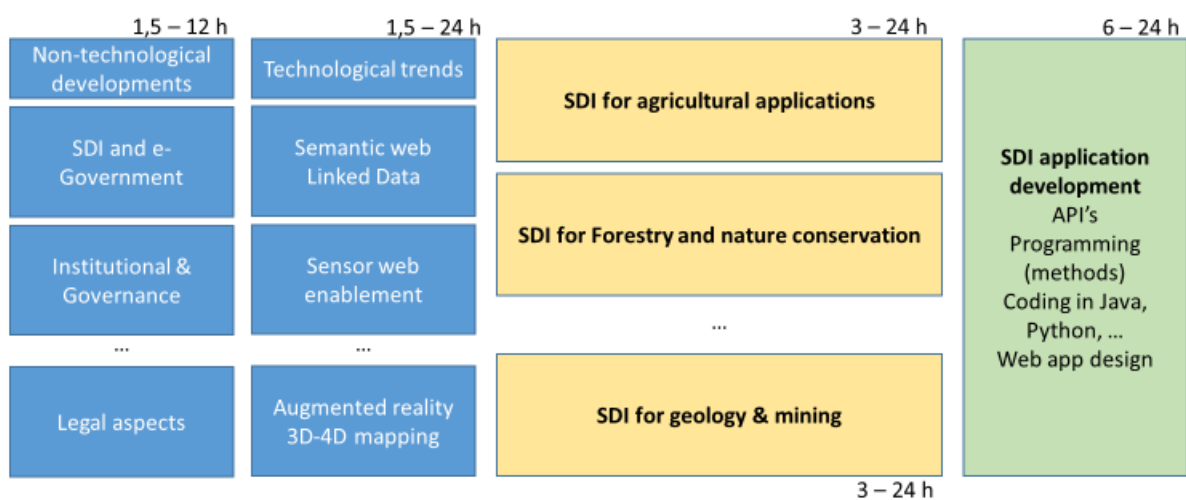 1,5 – 12 h
Non-technological
developments
SDI and e-
Government
Institutional &
Governance
...
Legal aspects
1,5 – 24 h
Technological trends
Semantic web
Linked Data
Sensor web
enablement
...
Augmented reality
3D-4D mapping
3 – 24 h
SDI for agricultural applications
SDI for Forestry and nature conservation
...
SDI for geology & mining
3 – 24 h
6 – 24 h
SDI application
development
API's
Programming
(methods)
Coding in Java,
Python, ...
Web app design